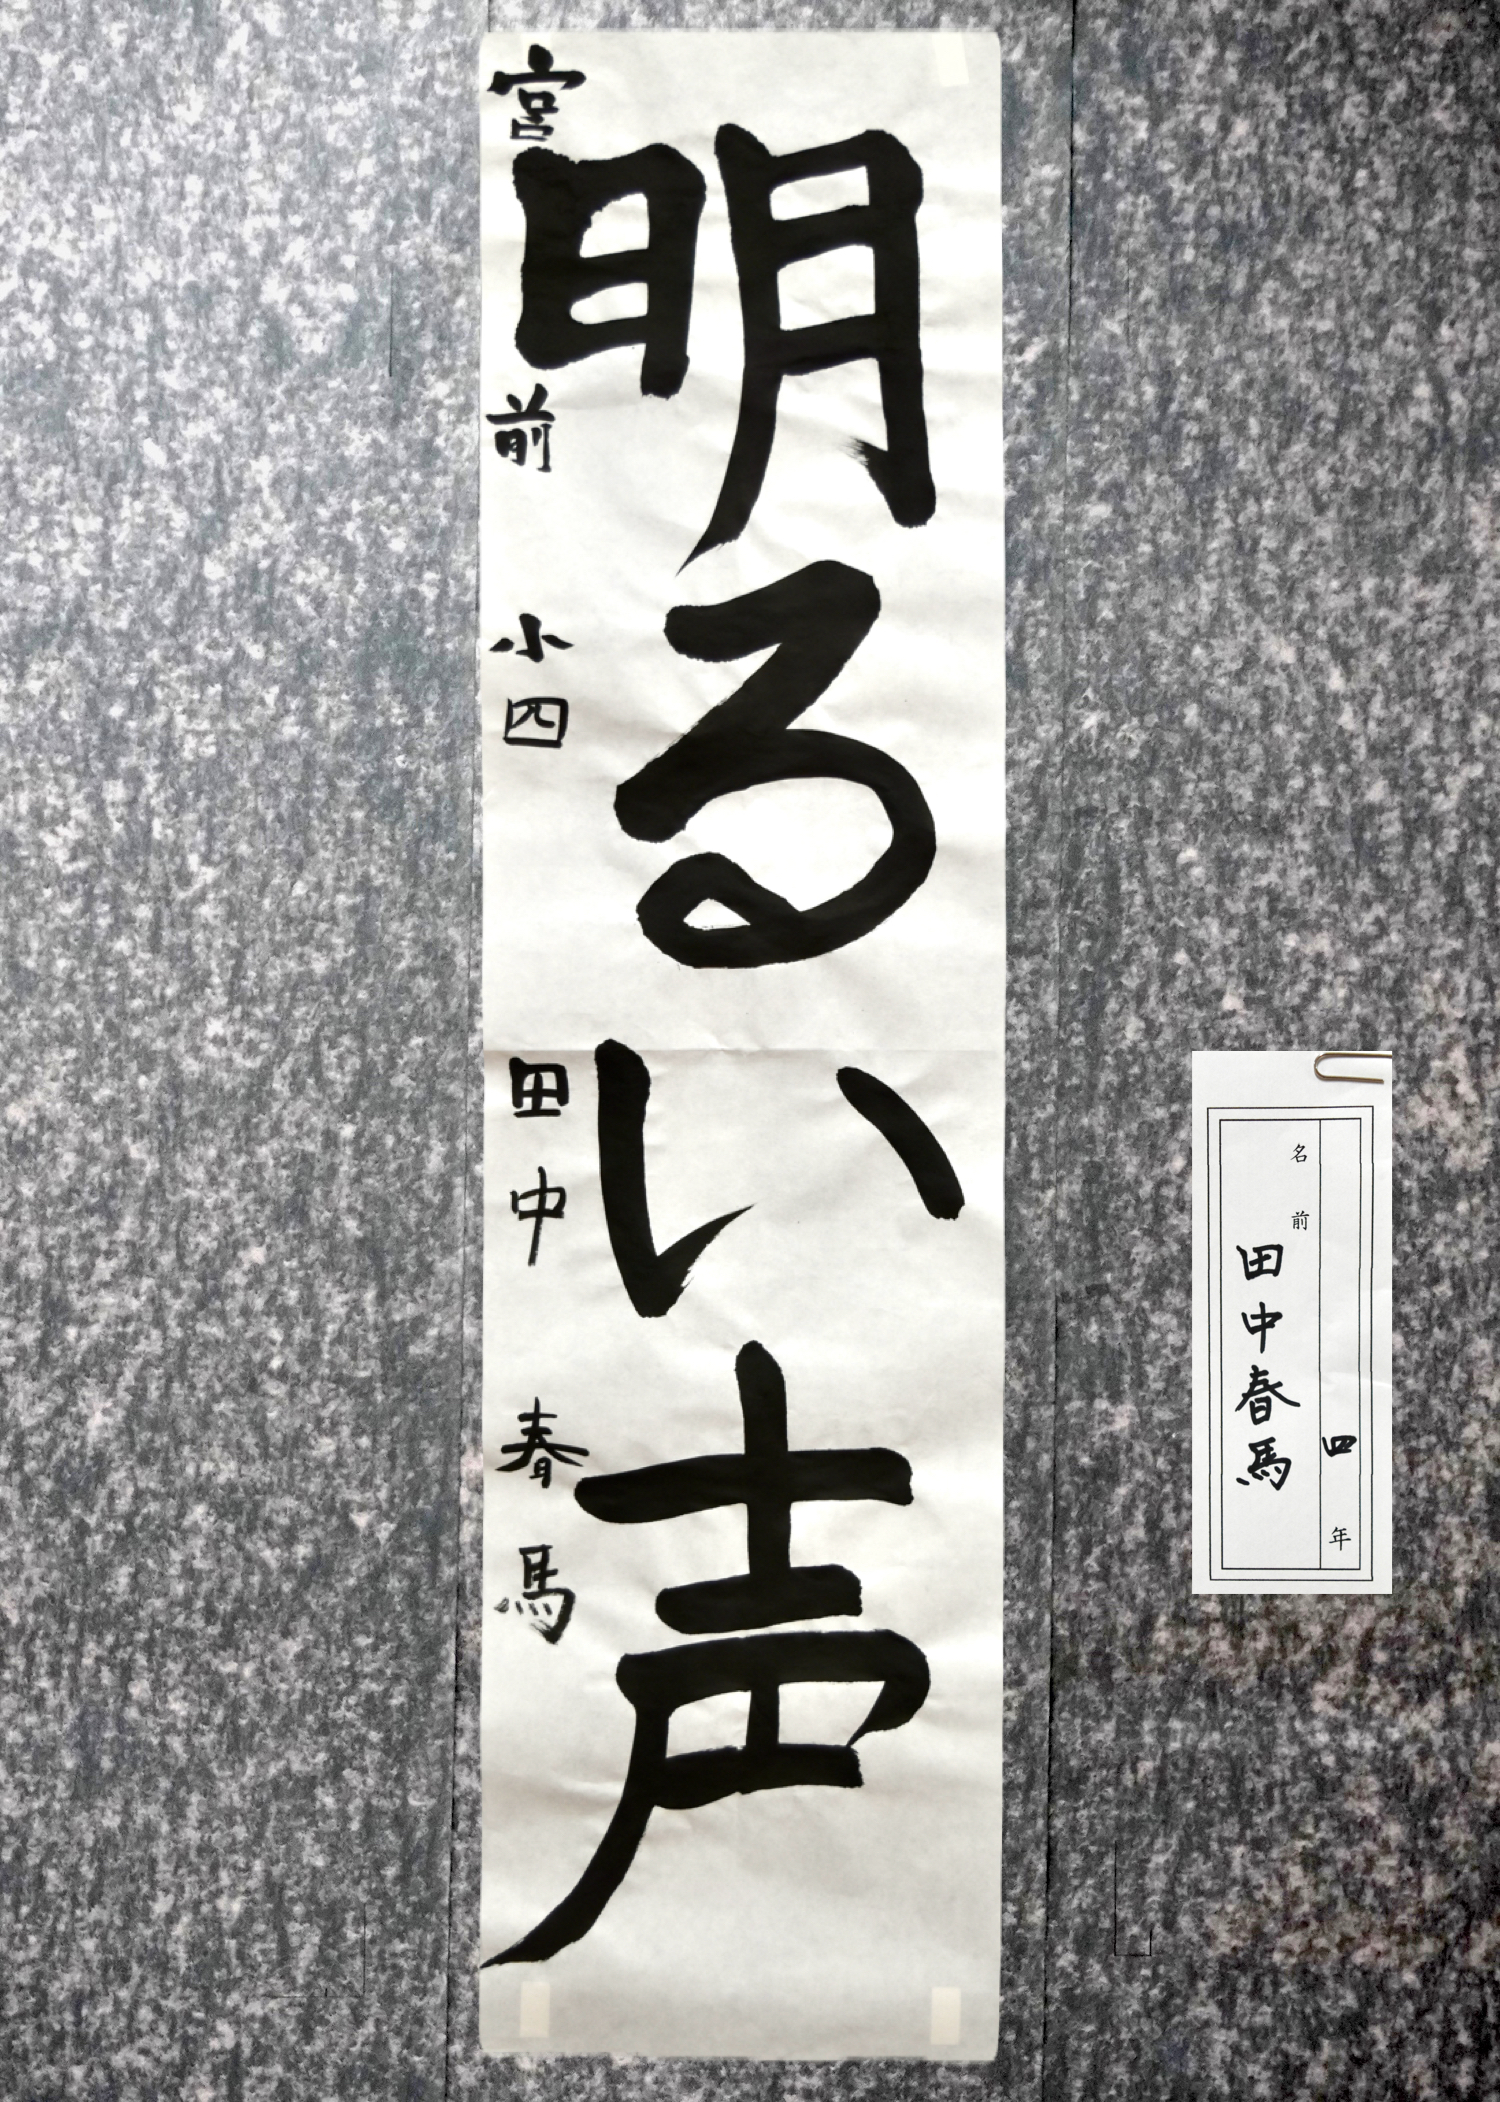 明るい声
宮前小四田中春馬
四年
名前
田中春馬